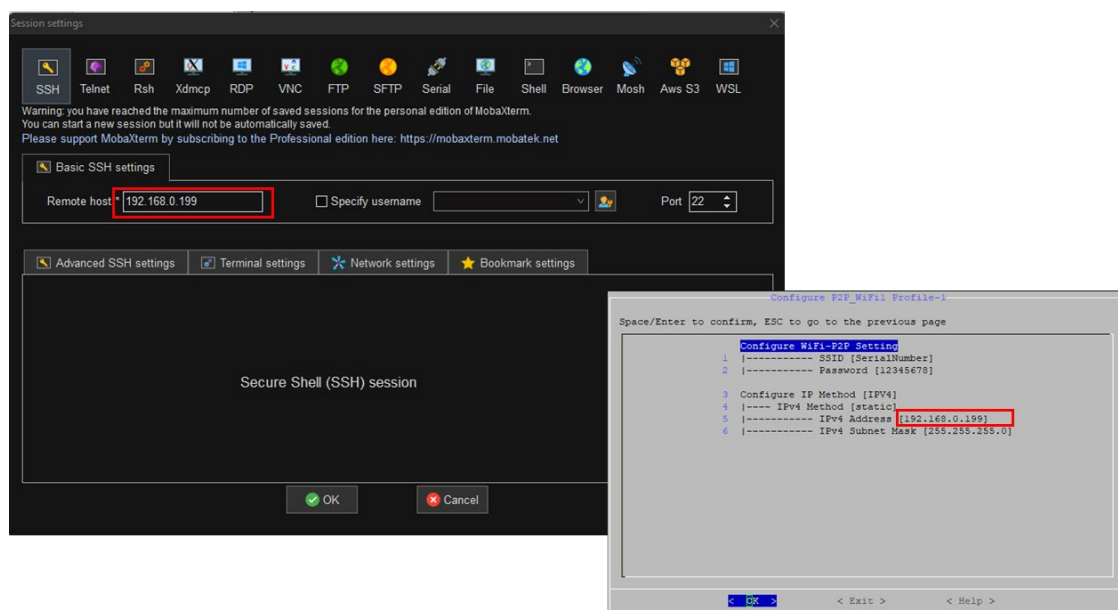 Session settings
SSH Telnet Rsh Xdmcp RDP VNC FTP SFTP Serial File Shell Browser Mosh Aws S3 WSL
Warning: you have reached the maximum number of saved sessions for the personal edition of MobaXterm.
You can start a new session but it will not be automatically saved.
Please support MobaXterm by subscribing to the Professional edition here: https://mobaxterm.mobatek.net
Basic SSH settings
Remote host * 192.168.0.199 Specify username Port 22
Advanced SSH settings Terminal settings Network settings Bookmark settings
Secure Shell (SSH) session
OK Cancel
Configure P2P_WiFi1 Profile-1
Space/Enter to confirm, ESC to go to the previous page
Configure WiFi-P2P Setting
1 |----------- SSID [SerialNumber]
2 |----------- Password [12345678]
3 Configure IP Method [IPV4]
4 |---- IPv4 Method [static]
5 |----------- IPv4 Address [192.168.0.199]
6 |----------- IPv4 Subnet Mask [255.255.255.0]
< OK > < Exit > < Help >